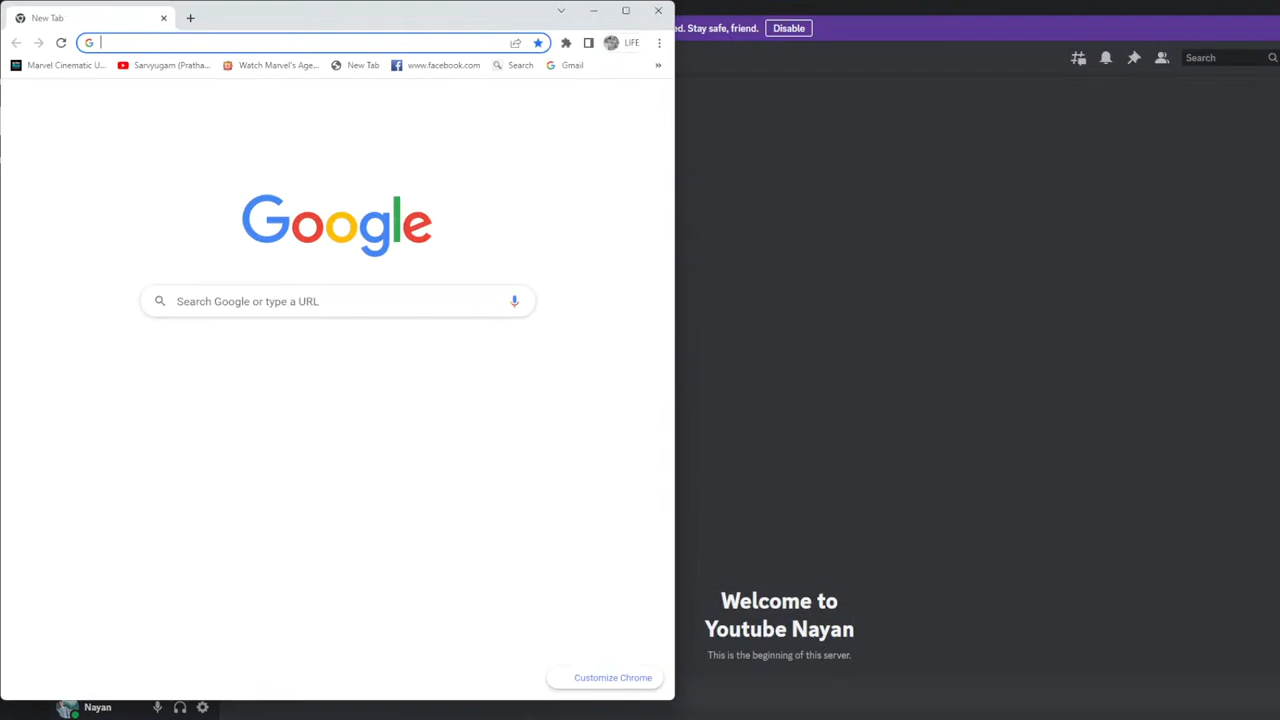 New Tab
ed. Stay safe, friend.
Disable
LIFE
Search
Marvel Cinematic U...
Sarvyugam (Pratha...
Watch Marvel's Age...
New Tab
www.facebook.com
Search
Gmail
»
Google
Search Google or type a URL
Welcome to
Youtube Nayan
This is the beginning of this server.
Customize Chrome
Nayan